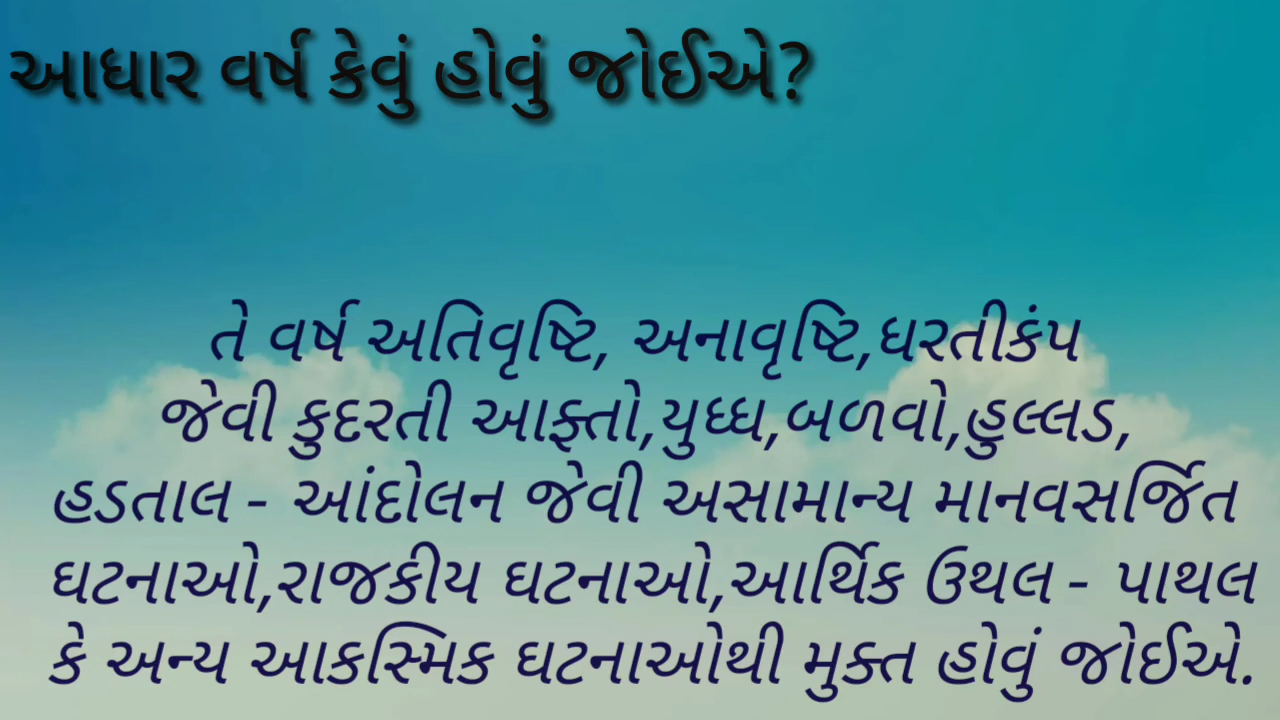 આધાર વર્ષ કેવું હોવું જોઈએ?
તે વર્ષ અતિવૃષ્ટિ, અનાવૃષ્ટિ,ધરતીકંપ
જેવી કુદરતી આફ્તો,યુધ્ધ,બળવો,હુલ્લડ,
હડતાલ - આંદોલન જેવી અસામાન્ય માનવસર્જિત
ઘટનાઓ,રાજકીય ઘટનાઓ,આર્થિક ઉથલ - પાથલ
કે અન્ય આકસ્મિક ઘટનાઓથી મુક્ત હોવું જોઈએ.